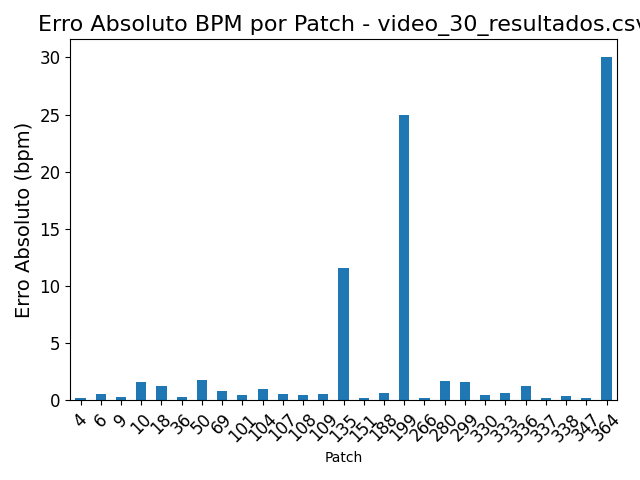 Erro Absoluto BPM por Patch - video_30_resultados.csv
Erro Absoluto (bpm)
30
25
20
15
10
5
0
4 6 9 10 18 36 50 69 101 104 107 108 109 135 151 188 199 266 280 299 330 333 336 337 338 347 364
Patch